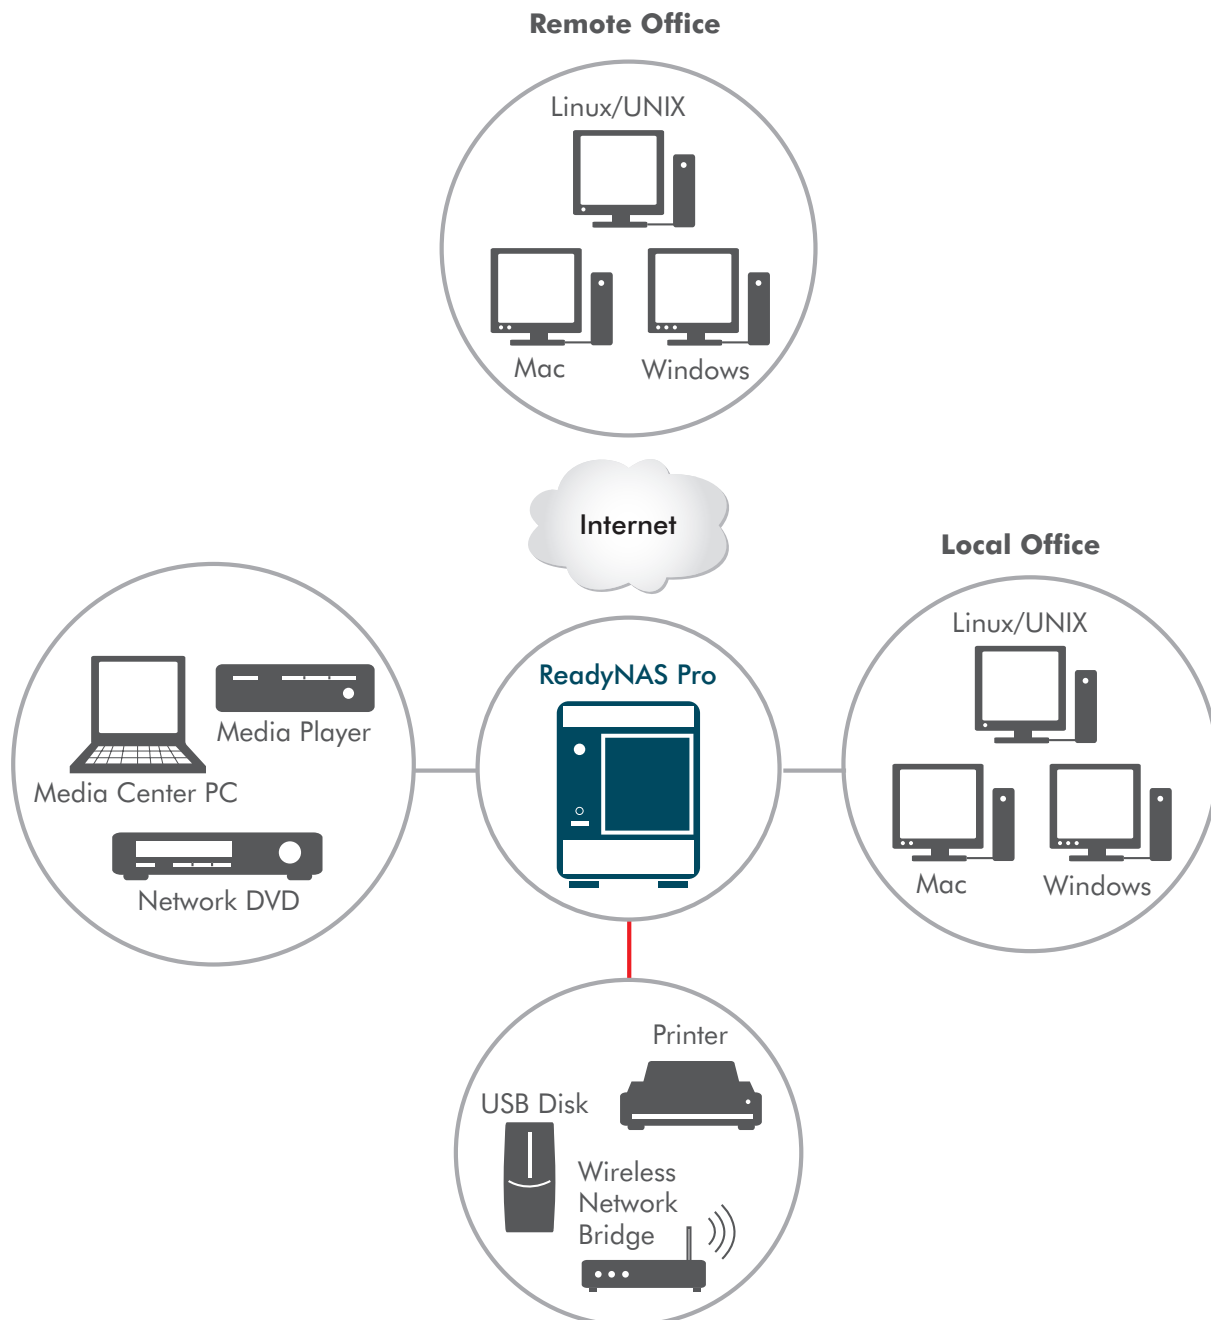 Remote Office
Linux/UNIX
Mac
Windows
Internet
Local Office
Linux/UNIX
Mac
Windows
ReadyNAS Pro
Media Player
Media Center PC
Network DVD
Printer
USB Disk
Wireless
Network
Bridge